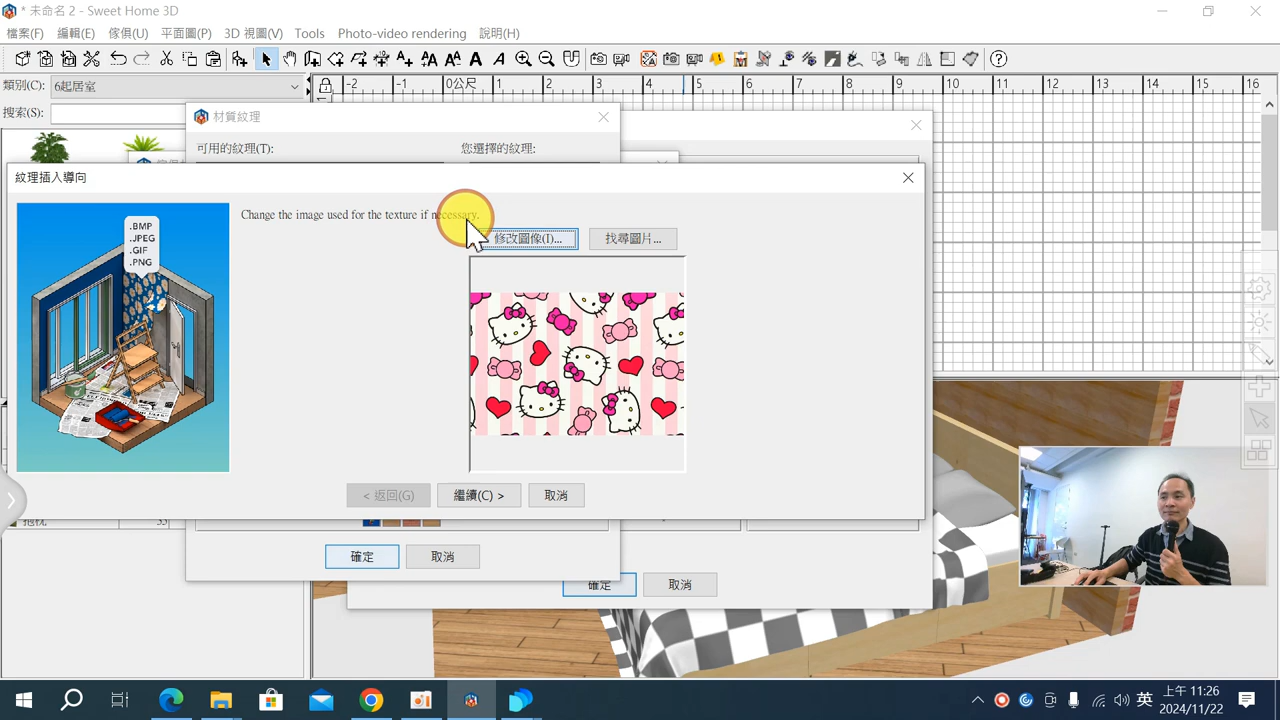 * 未命名 2 - Sweet Home 3D
檔案(F) 編輯(E) 傢俱(U) 平面圖(P) 3D 視圖(V) Tools Photo-video rendering 說明(H)
類別(C): 6起居室
-2 -1 0公尺 1 2 3 4 5 6 7 8 9 10 11 12 13 14 15 16
搜索(S):
材質紋理
可用的紋理(T): 您選擇的紋理:
紋理插入導向
Change the image used for the texture if necessary.
修改圖像(I)... 找尋圖片...
.BMP
.JPEG
.GIF
.PNG
< 返回(G) 繼續(C) > 取消
確定 取消
確定 取消
英
上午 11:26
2024/11/22